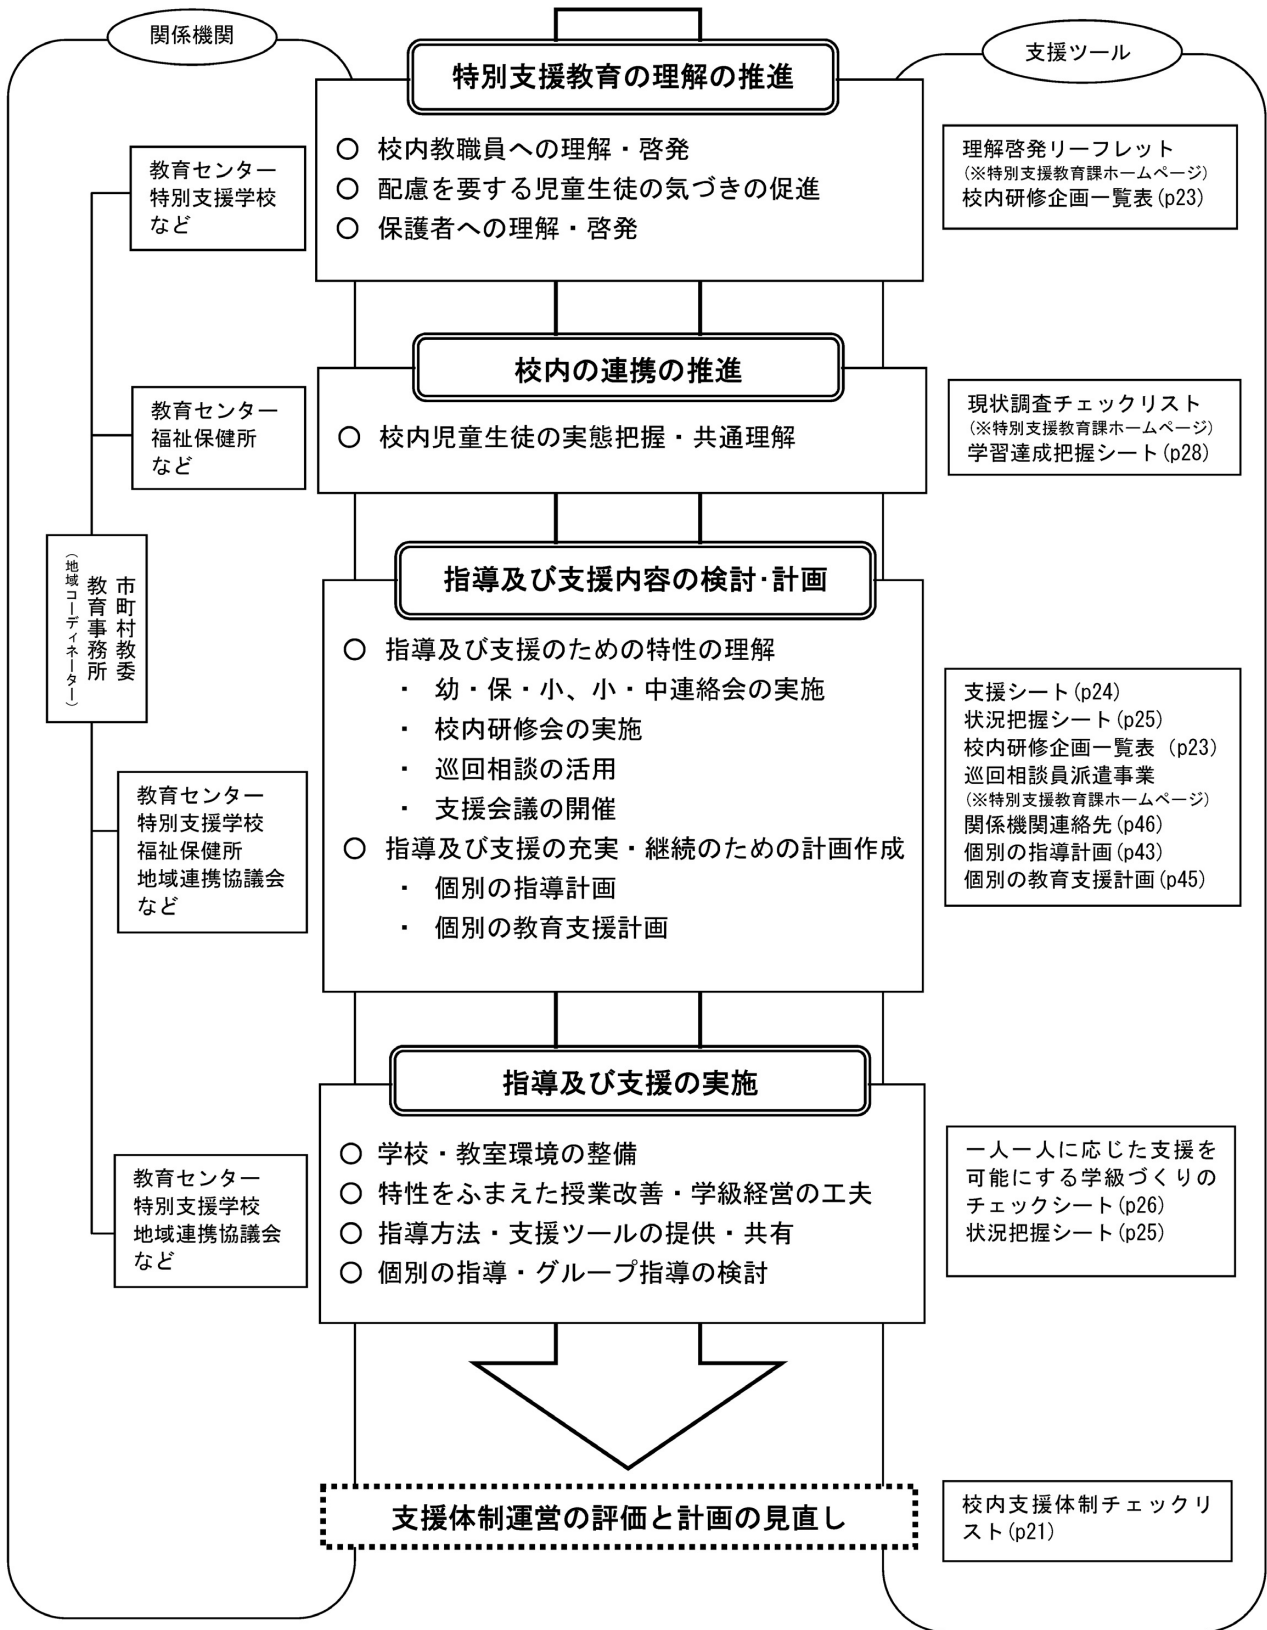 関係機関
支援ツール
特別支援教育の理解の推進
○ 校内教職員への理解・啓発
○ 配慮を要する児童生徒の気づきの促進
○ 保護者への理解・啓発
教育センター
特別支援学校
など
理解啓発リーフレット
(※特別支援教育課ホームページ)
校内研修企画一覧表(p23)
校内の連携の推進
○ 校内児童生徒の実態把握・共通理解
教育センター
福祉保健所
など
現状調査チェックリスト
(※特別支援教育課ホームページ)
学習達成把握シート(p28)
市町村教委
教育事務所
(地域コーディネーター)
指導及び支援内容の検討・計画
○ 指導及び支援のための特性の理解
・ 幼・保・小、小・中連絡会の実施
・ 校内研修会の実施
・ 巡回相談の活用
・ 支援会議の開催
○ 指導及び支援の充実・継続のための計画作成
・ 個別の指導計画
・ 個別の教育支援計画
教育センター
特別支援学校
福祉保健所
地域連携協議会
など
支援シート(p24)
状況把握シート(p25)
校内研修企画一覧表 (p23)
巡回相談員派遣事業
(※特別支援教育課ホームページ)
関係機関連絡先(p46)
個別の指導計画(p43)
個別の教育支援計画(p45)
指導及び支援の実施
○ 学校・教室環境の整備
○ 特性をふまえた授業改善・学級経営の工夫
○ 指導方法・支援ツールの提供・共有
○ 個別の指導・グループ指導の検討
教育センター
特別支援学校
地域連携協議会
など
一人一人に応じた支援を
可能にする学級づくりの
チェックシート(p26)
状況把握シート(p25)
支援体制運営の評価と計画の見直し
校内支援体制チェックリ
スト(p21)